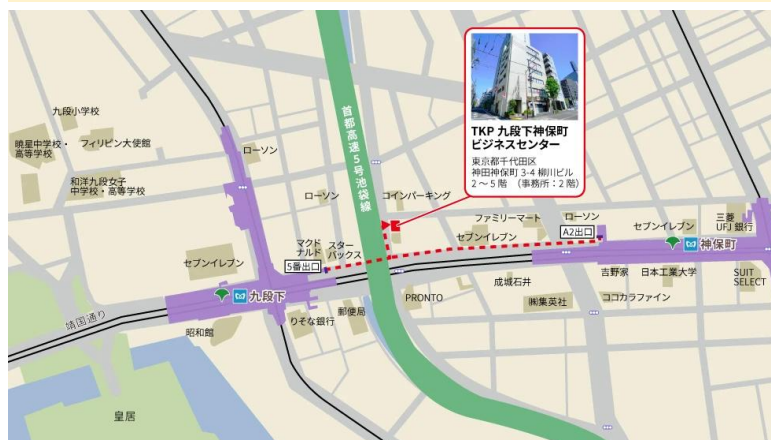 九段小学校
暁星中学校・
高等学校
フィリピン大使館
和洋九段女子
中学校・高等学校
ローソン
首都高速5号池袋線
TKP 九段下神保町
ビジネスセンター
東京都千代田区
神田神保町 3-4 柳川ビル
2～5階 （事務所：2階）
ローソン
コインパーキング
ファミリーマート
ローソン
三菱
UFJ 銀行
マクド
ナルド
スター
バックス
セブンイレブン
A2出口
セブンイレブン
神保町
セブンイレブン
5番出口
九段下
成城石井
吉野家
日本工業大学
SUIT
SELECT
PRONTO
㈱集英社
ココカラファイン
靖国通り
昭和館
りそな銀行
郵便局
皇居